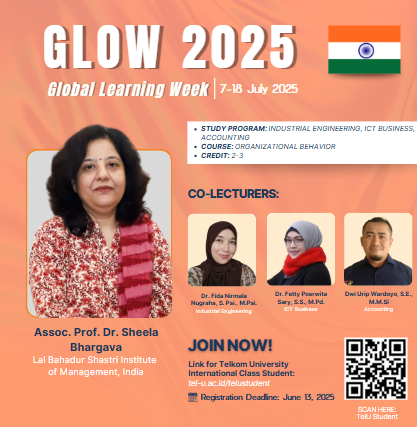 GLOW 2025
Global Learning Week | 7-18 July 2025
• STUDY PROGRAM: INDUSTRIAL ENGINEERING, ICT BUSINESS,
ACCOUNTING
• COURSE: ORGANIZATIONAL BEHAVIOR
• CREDIT: 2-3
CO-LECTURERS:
Dr. Fida Nirmala
Nugraha, S. Psi., M.Psi.
Industrial Engineering
Dr. Fetty Poerwita
Sary, S.S., M.Pd.
ICT Business
Dwi Urip Wardoyo, S.E.,
M.M.Si
Accounting
Assoc. Prof. Dr. Sheela
Bhargava
Lal Bahadur Shastri Institute
of Management, India
JOIN NOW!
Link for Telkom University
International Class Student:
tel-u.ac.id/telustudent
Registration Deadline: June 13, 2025
SCAN HERE:
TelU Student